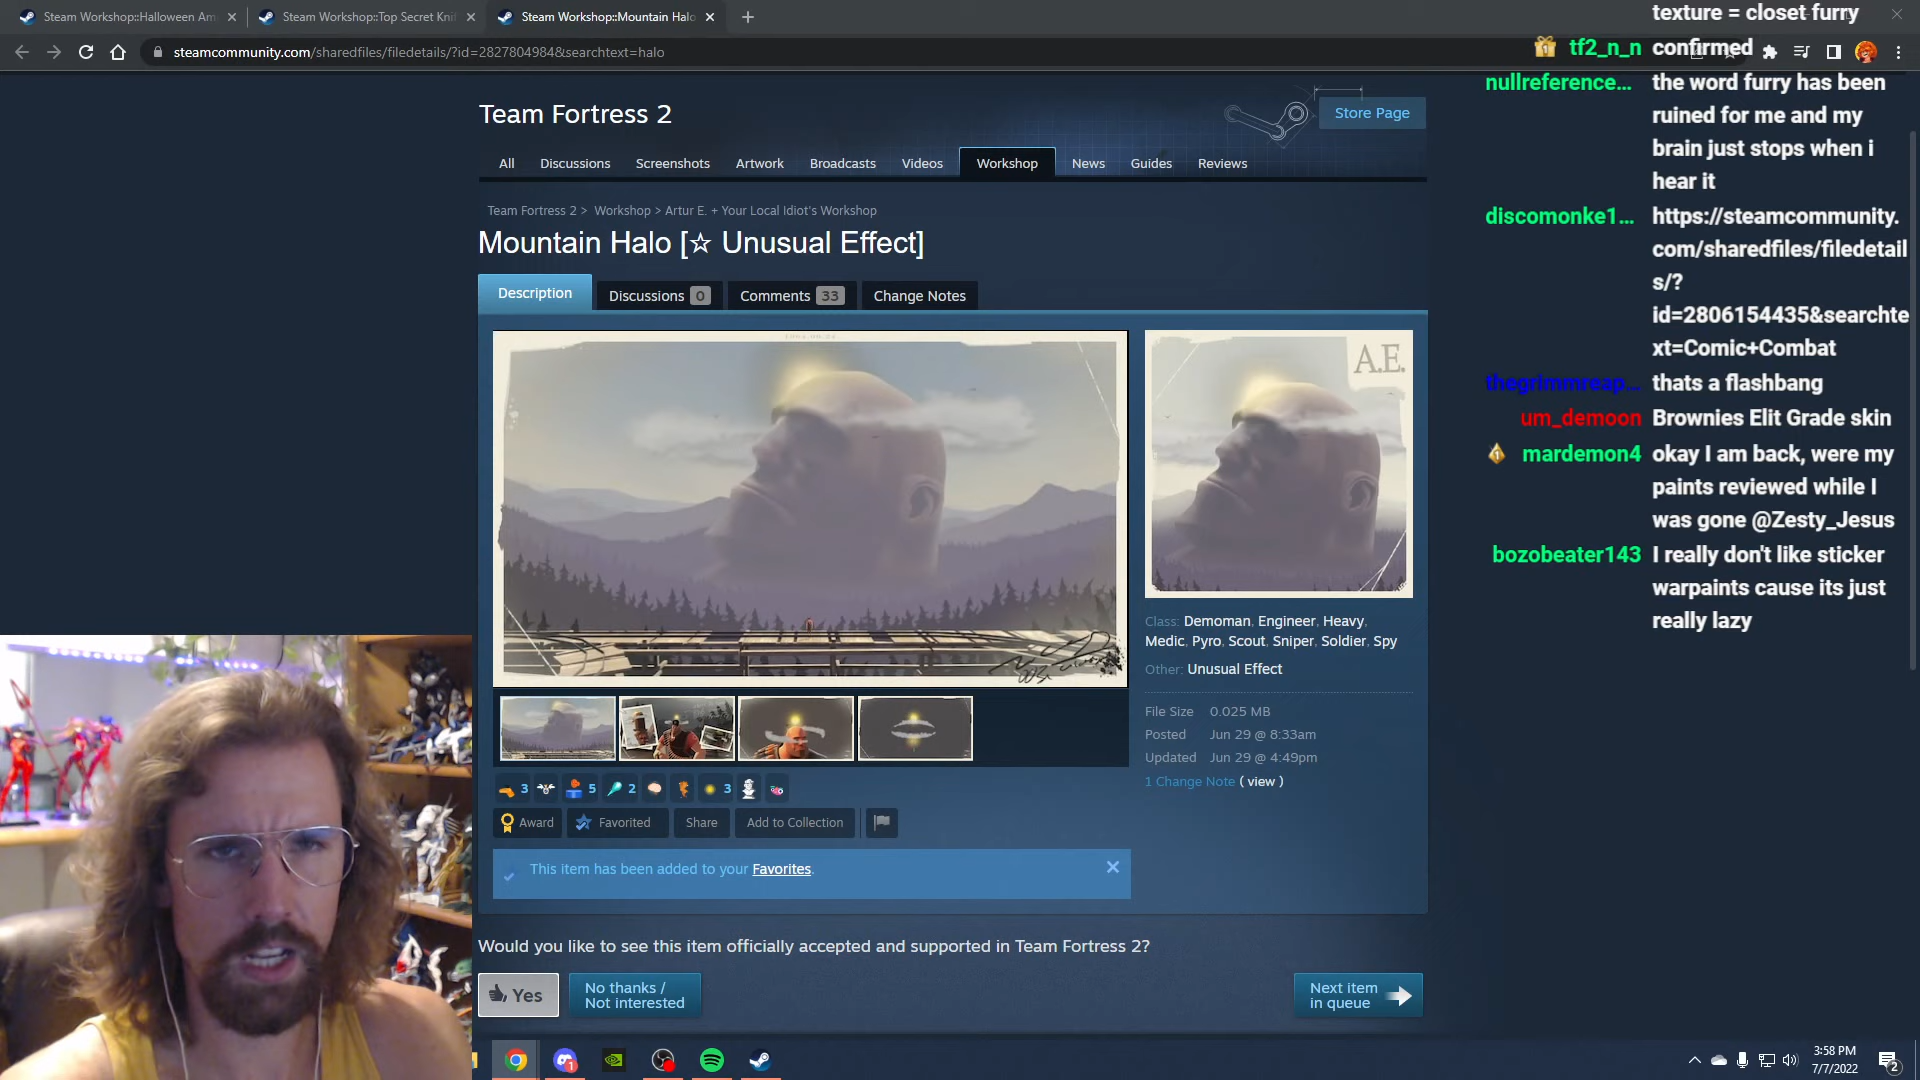 Steam Workshop::Halloween Am
Steam Workshop::Top Secret Knif
Steam Workshop::Mountain Halo
steamcommunity.com/sharedfiles/filedetails/?id=2827804984&searchtext=halo
Team Fortress 2
Store Page
All
Discussions
Screenshots
Artwork
Broadcasts
Videos
Workshop
News
Guides
Reviews
Team Fortress 2 > Workshop > Artur E. + Your Local Idiot's Workshop
Mountain Halo [☆ Unusual Effect]
Description
Discussions 0
Comments 33
Change Notes
A.E.
Class: Demoman, Engineer, Heavy,
Medic, Pyro, Scout, Sniper, Soldier, Spy
Other: Unusual Effect
File Size 0.025 MB
Posted Jun 29 @ 8:33am
Updated Jun 29 @ 4:49pm
1 Change Note ( view )
3
5
2
3
Award
Favorited
Share
Add to Collection
This item has been added to your Favorites.
Would you like to see this item officially accepted and supported in Team Fortress 2?
Yes
No thanks /
Not interested
Next item
in queue
texture = closet furry
tf2_n_n confirmed
nullreference... the word furry has been
ruined for me and my
brain just stops when i
hear it
discomonke1... https://steamcommunity.
com/sharedfiles/filedetail
s/?
id=2806154435&searchte
xt=Comic+Combat
thegrimmreap... thats a flashbang
um_demoon Brownies Elit Grade skin
mardemon4 okay I am back, were my
paints reviewed while I
was gone @Zesty_Jesus
bozobeater143 I really don't like sticker
warpaints cause its just
really lazy
1
3:58 PM
7/7/2022
2